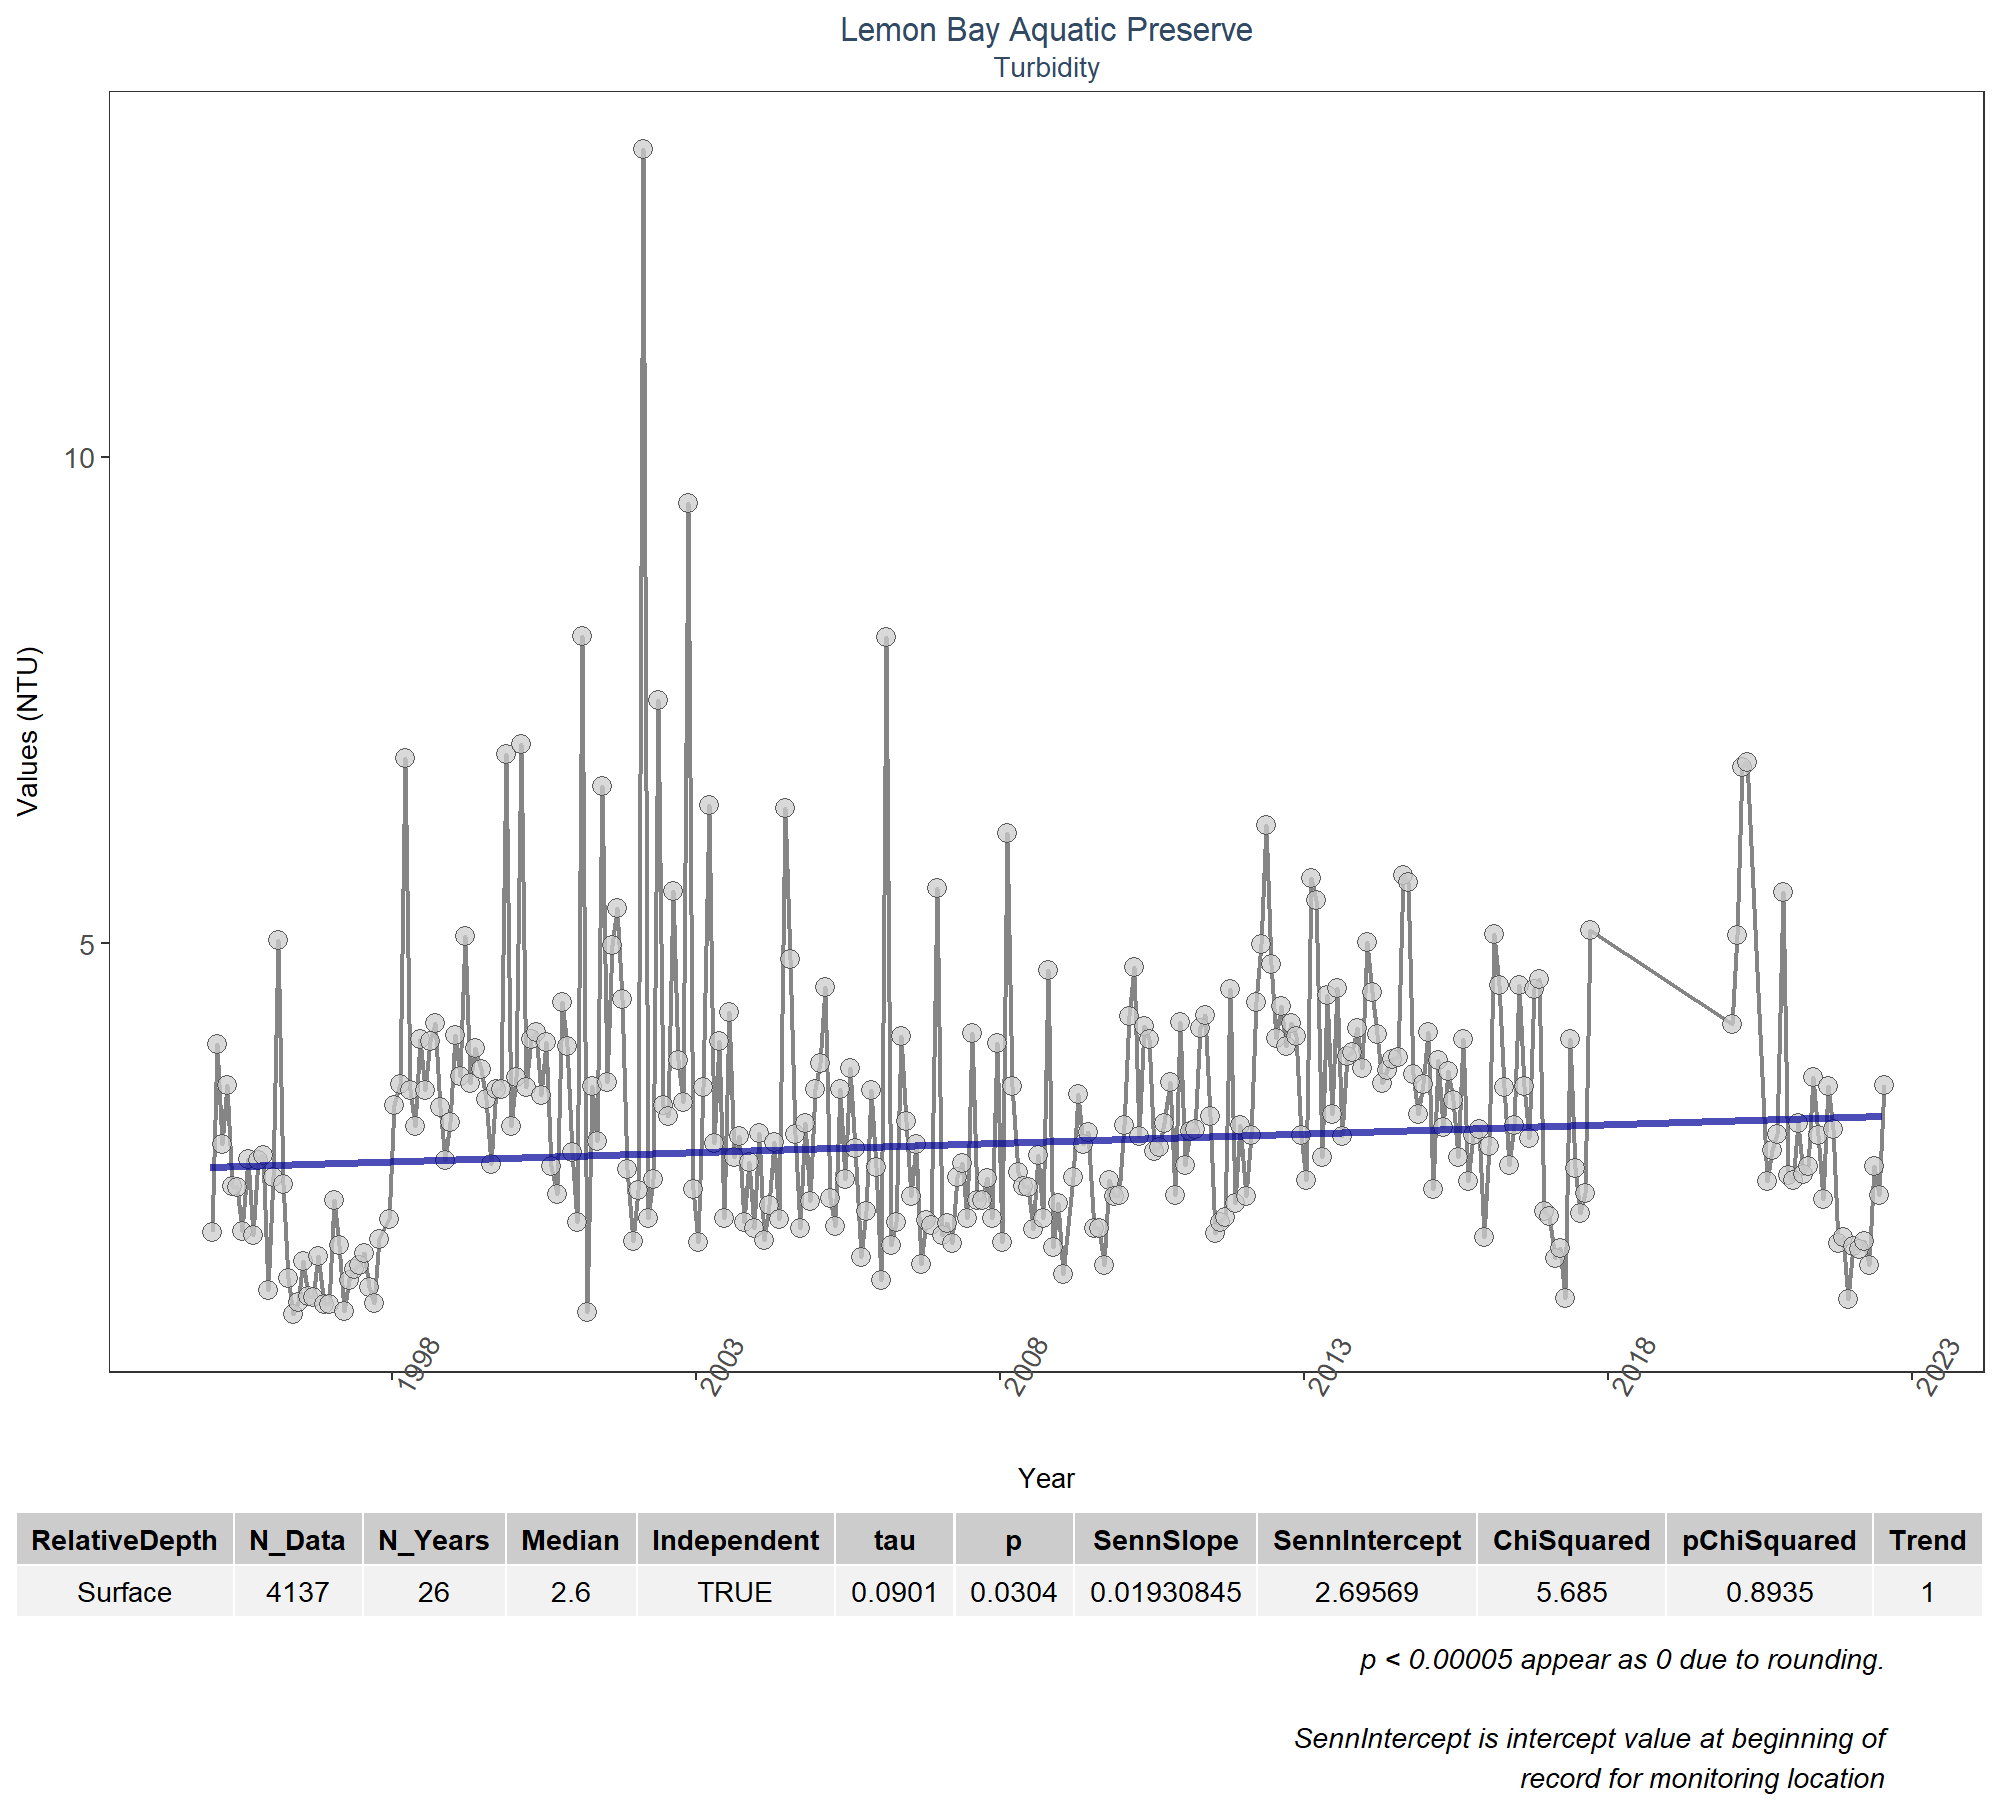 Lemon Bay Aquatic Preserve
Turbidity
10
5
Values (NTU)
1998
2003
2008
2013
2018
2023
Year
RelativeDepth N_Data N_Years Median Independent tau p SennSlope SennIntercept ChiSquared pChiSquared Trend
Surface 4137 26 2.6 TRUE 0.0901 0.0304 0.01930845 2.69569 5.685 0.8935 1
p < 0.00005 appear as 0 due to rounding.
SennIntercept is intercept value at beginning of
record for monitoring location